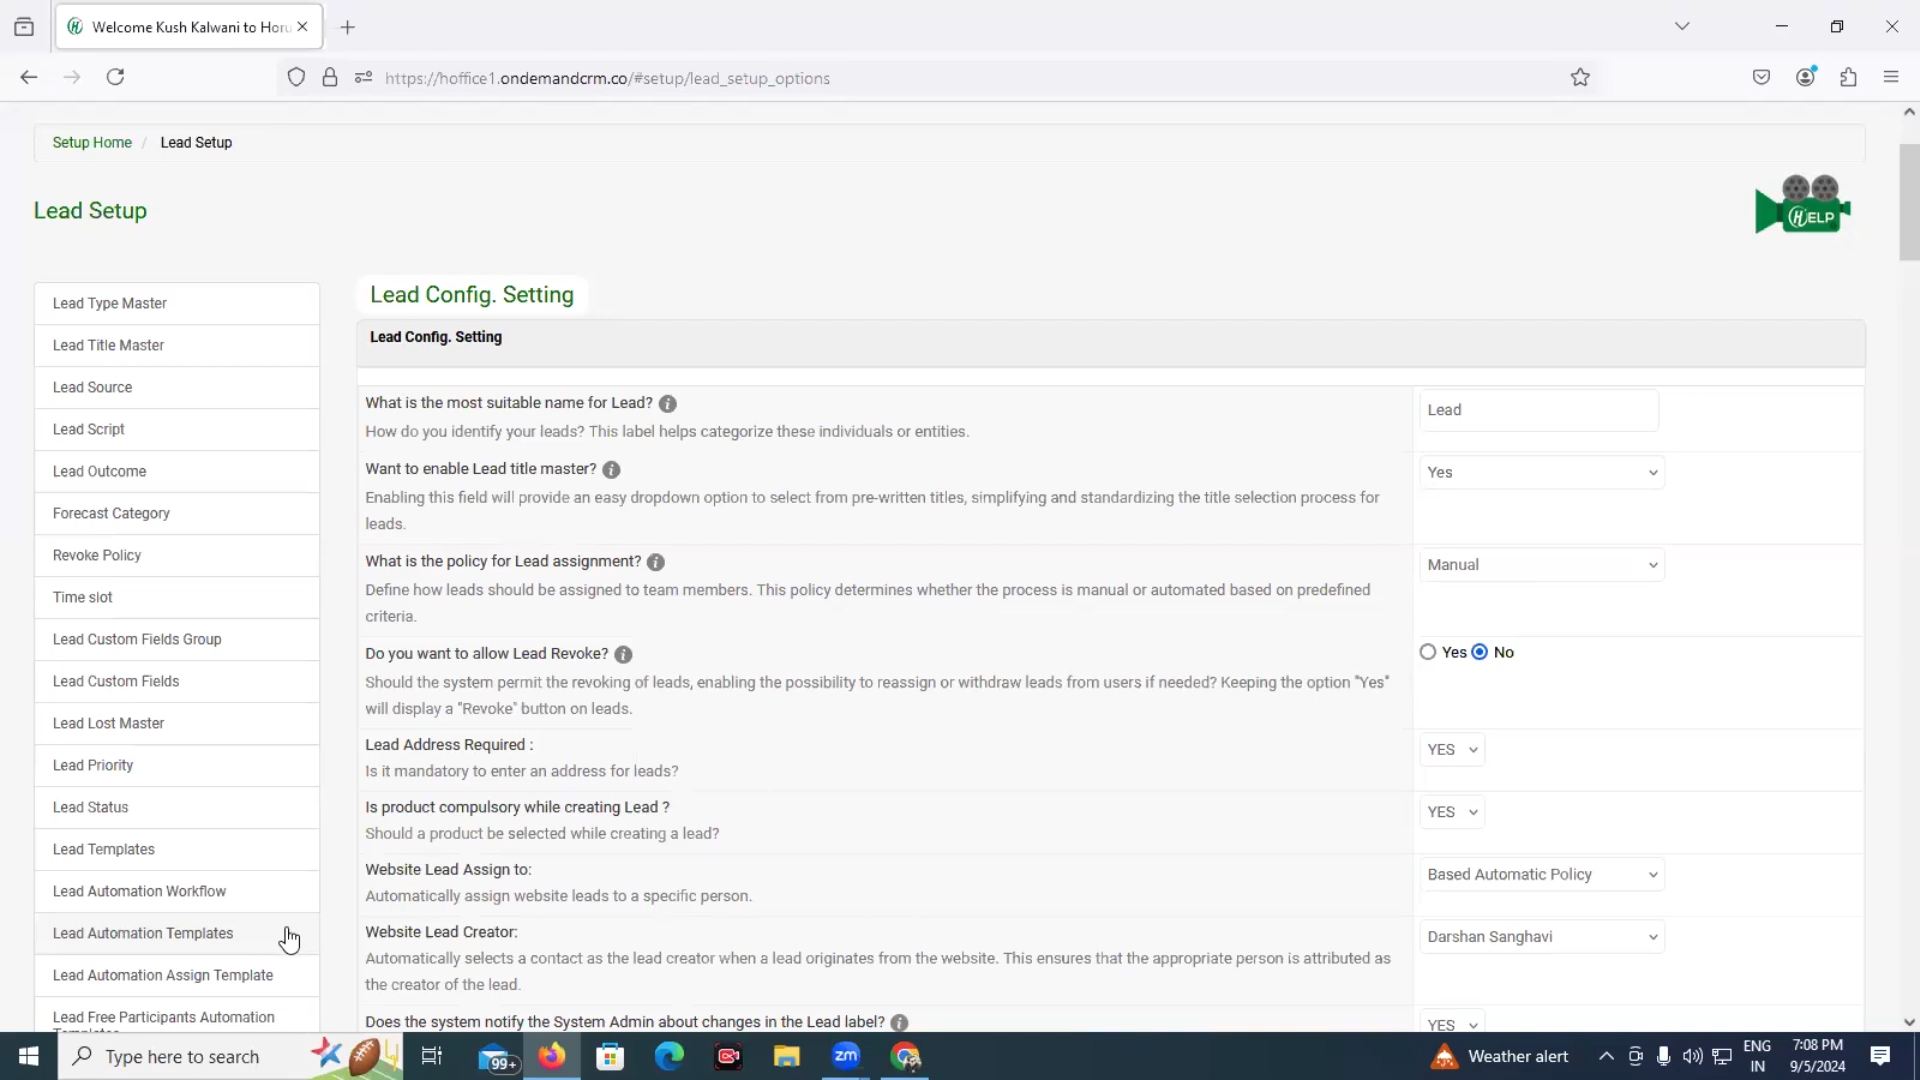 Welcome Kush Kalwani to Horu
https://hoffice1.ondemandcrm.co/#setup/lead_setup_options
Setup Home / Lead Setup
Lead Setup
HELP
Lead Type Master
Lead Title Master
Lead Source
Lead Script
Lead Outcome
Forecast Category
Revoke Policy
Time slot
Lead Custom Fields Group
Lead Custom Fields
Lead Lost Master
Lead Priority
Lead Status
Lead Templates
Lead Automation Workflow
Lead Automation Templates
Lead Automation Assign Template
Lead Free Participants Automation
Lead Config. Setting
Lead Config. Setting
What is the most suitable name for Lead?
How do you identify your leads? This label helps categorize these individuals or entities.
Lead
Want to enable Lead title master?
Enabling this field will provide an easy dropdown option to select from pre-written titles, simplifying and standardizing the title selection process for
leads.
Yes
What is the policy for Lead assignment?
Define how leads should be assigned to team members. This policy determines whether the process is manual or automated based on predefined
criteria.
Manual
Do you want to allow Lead Revoke?
Should the system permit the revoking of leads, enabling the possibility to reassign or withdraw leads from users if needed? Keeping the option "Yes"
will display a "Revoke" button on leads.
Yes No
Lead Address Required :
Is it mandatory to enter an address for leads?
YES
Is product compulsory while creating Lead ?
Should a product be selected while creating a lead?
YES
Website Lead Assign to:
Automatically assign website leads to a specific person.
Based Automatic Policy
Website Lead Creator:
Automatically selects a contact as the lead creator when a lead originates from the website. This ensures that the appropriate person is attributed as
the creator of the lead.
Darshan Sanghavi
Does the system notify the System Admin about changes in the Lead label?
YES
Type here to search
99+
zm
Weather alert
ENG
IN
7:08 PM
9/5/2024